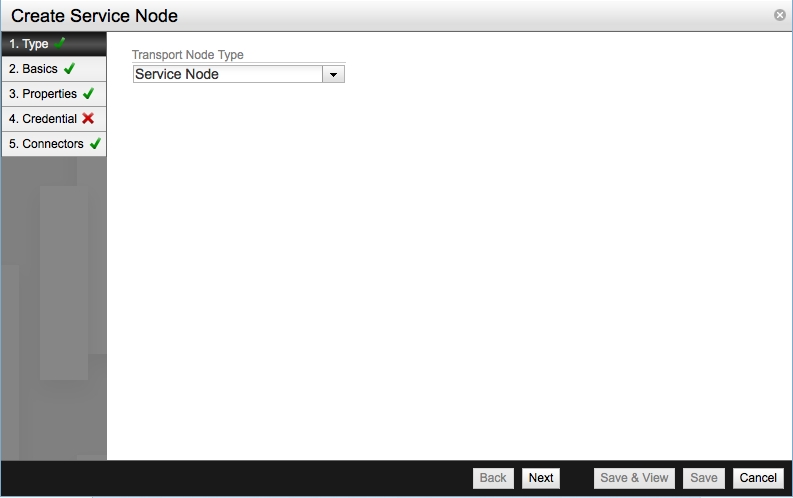 Create Service Node
1. Type
2. Basics
3. Properties
4. Credential
5. Connectors
Transport Node Type
Service Node
Back Next Save & View Save Cancel